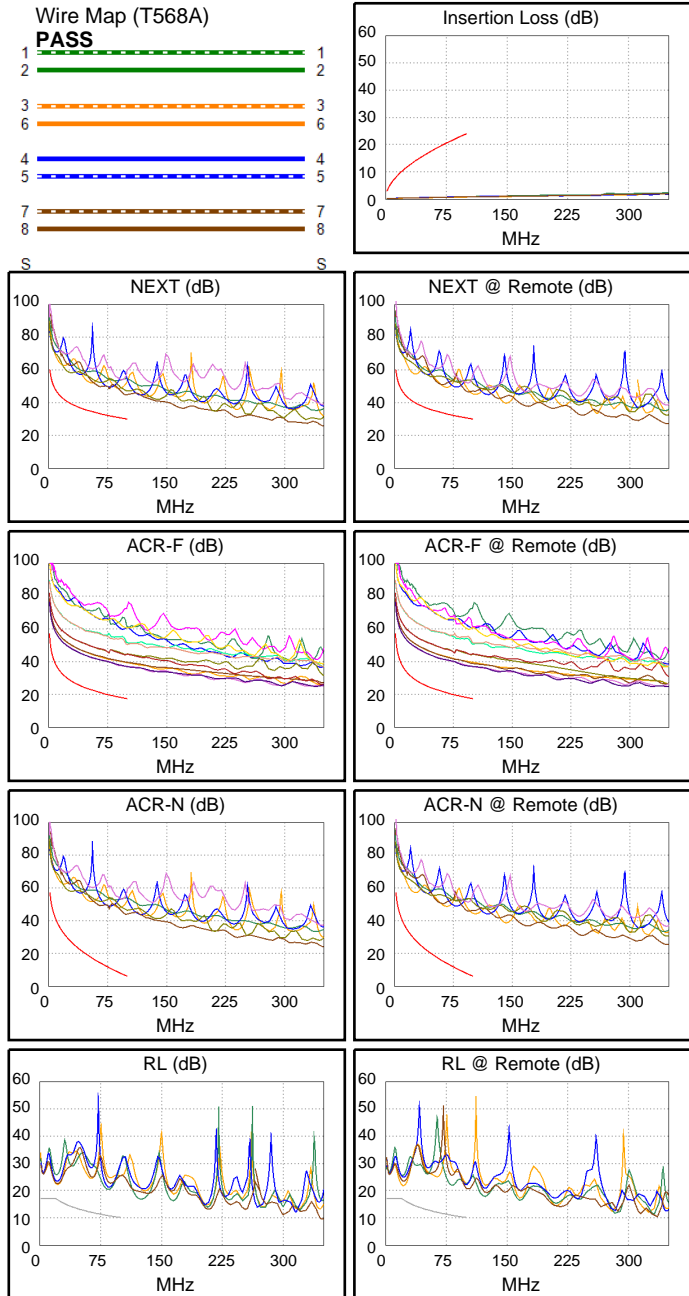 Wire Map (T568A)
PASS
1 1
2 2
3 3
6 6
4 4
5 5
7 7
8 8
S S
Insertion Loss (dB)
60
50
40
30
20
10
0
0 75 150 225 300
MHz
NEXT (dB)
100
80
60
40
20
0
0 75 150 225 300
MHz
NEXT @ Remote (dB)
100
80
60
40
20
0
0 75 150 225 300
MHz
ACR-F (dB)
100
80
60
40
20
0
0 75 150 225 300
MHz
ACR-F @ Remote (dB)
100
80
60
40
20
0
0 75 150 225 300
MHz
ACR-N (dB)
100
80
60
40
20
0
0 75 150 225 300
MHz
ACR-N @ Remote (dB)
100
80
60
40
20
0
0 75 150 225 300
MHz
RL (dB)
60
50
40
30
20
10
0
0 75 150 225 300
MHz
RL @ Remote (dB)
60
50
40
30
20
10
0
0 75 150 225 300
MHz